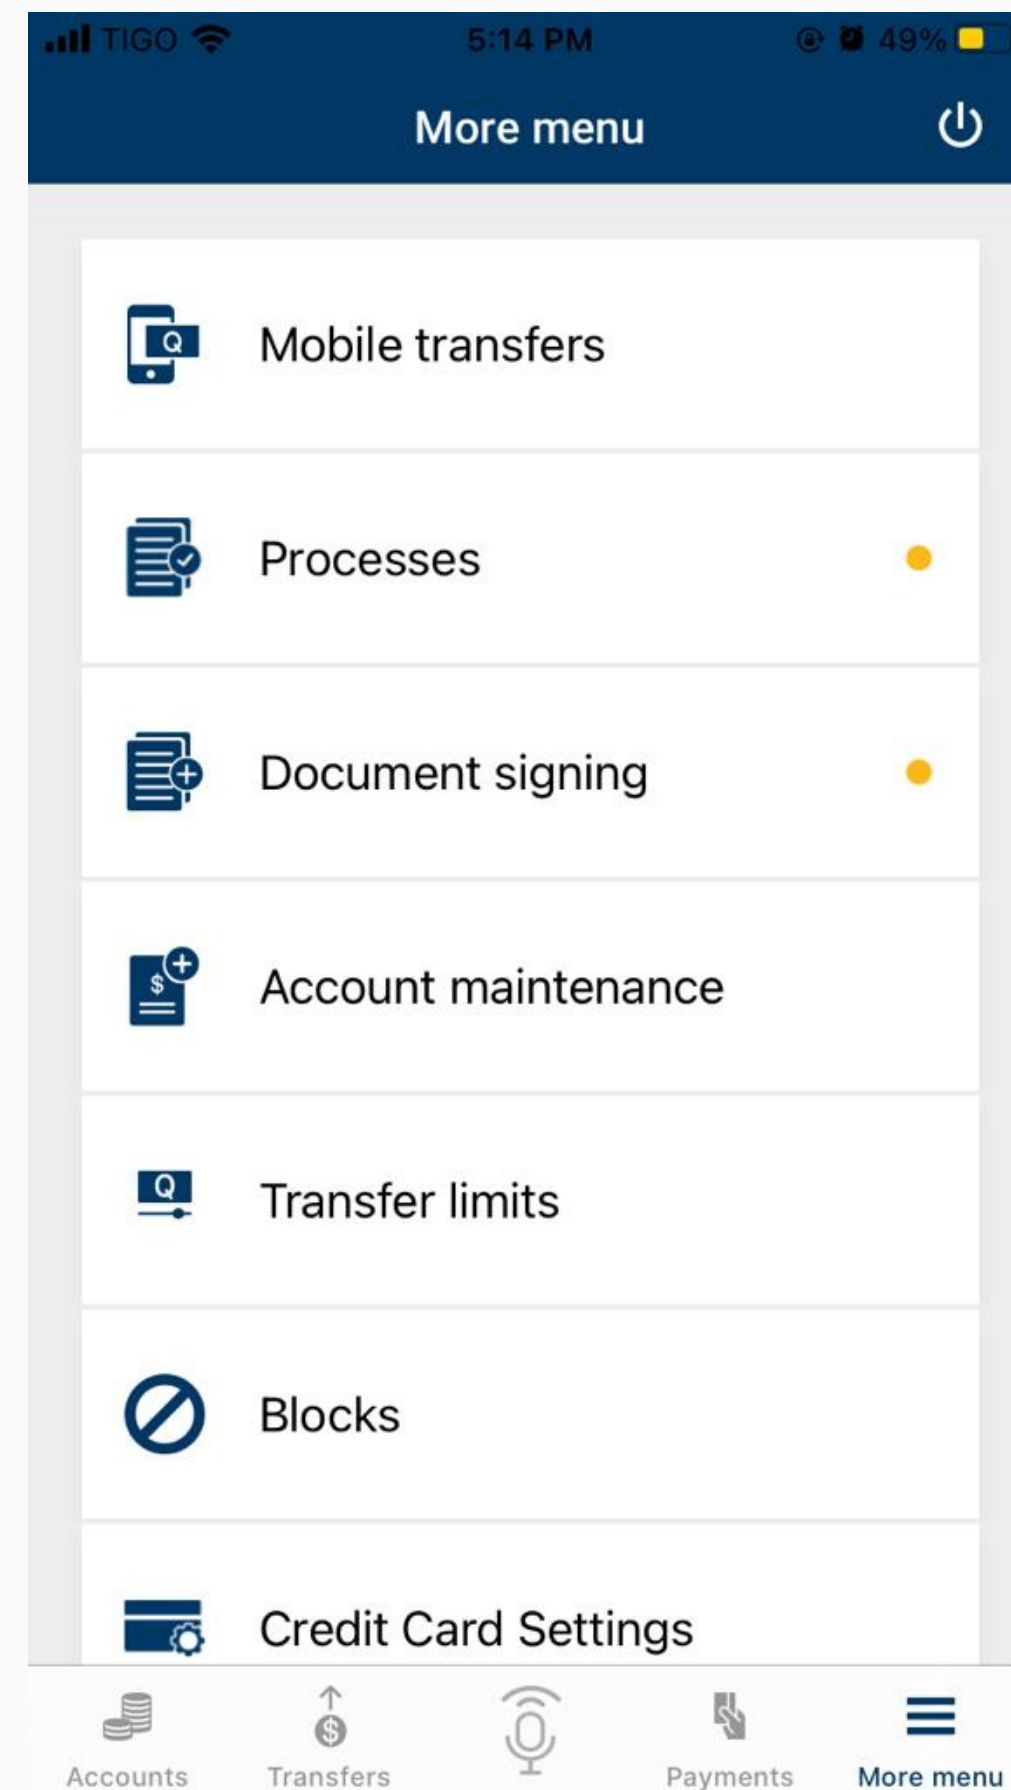 TIGO 5:14 PM 49%
More menu
Q Mobile transfers
Processes
Document signing
$ Account maintenance
Q Transfer limits
Blocks
Credit Card Settings
$
Accounts Transfers Payments More menu